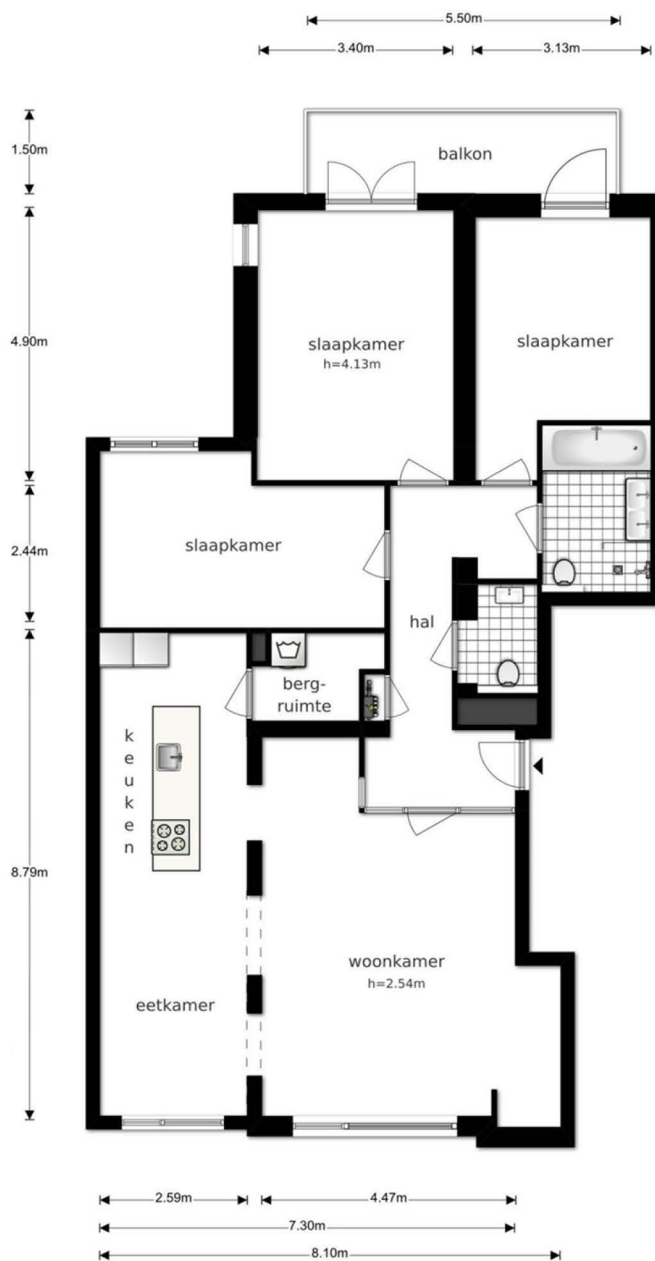 5.50m
3.40m
3.13m
1.50m
balkon
4.90m
slaapkamer
h=4.13m
slaapkamer
2.44m
slaapkamer
hal
berg-
ruimte
keuken
8.79m
woonkamer
h=2.54m
eetkamer
2.59m
4.47m
7.30m
8.10m